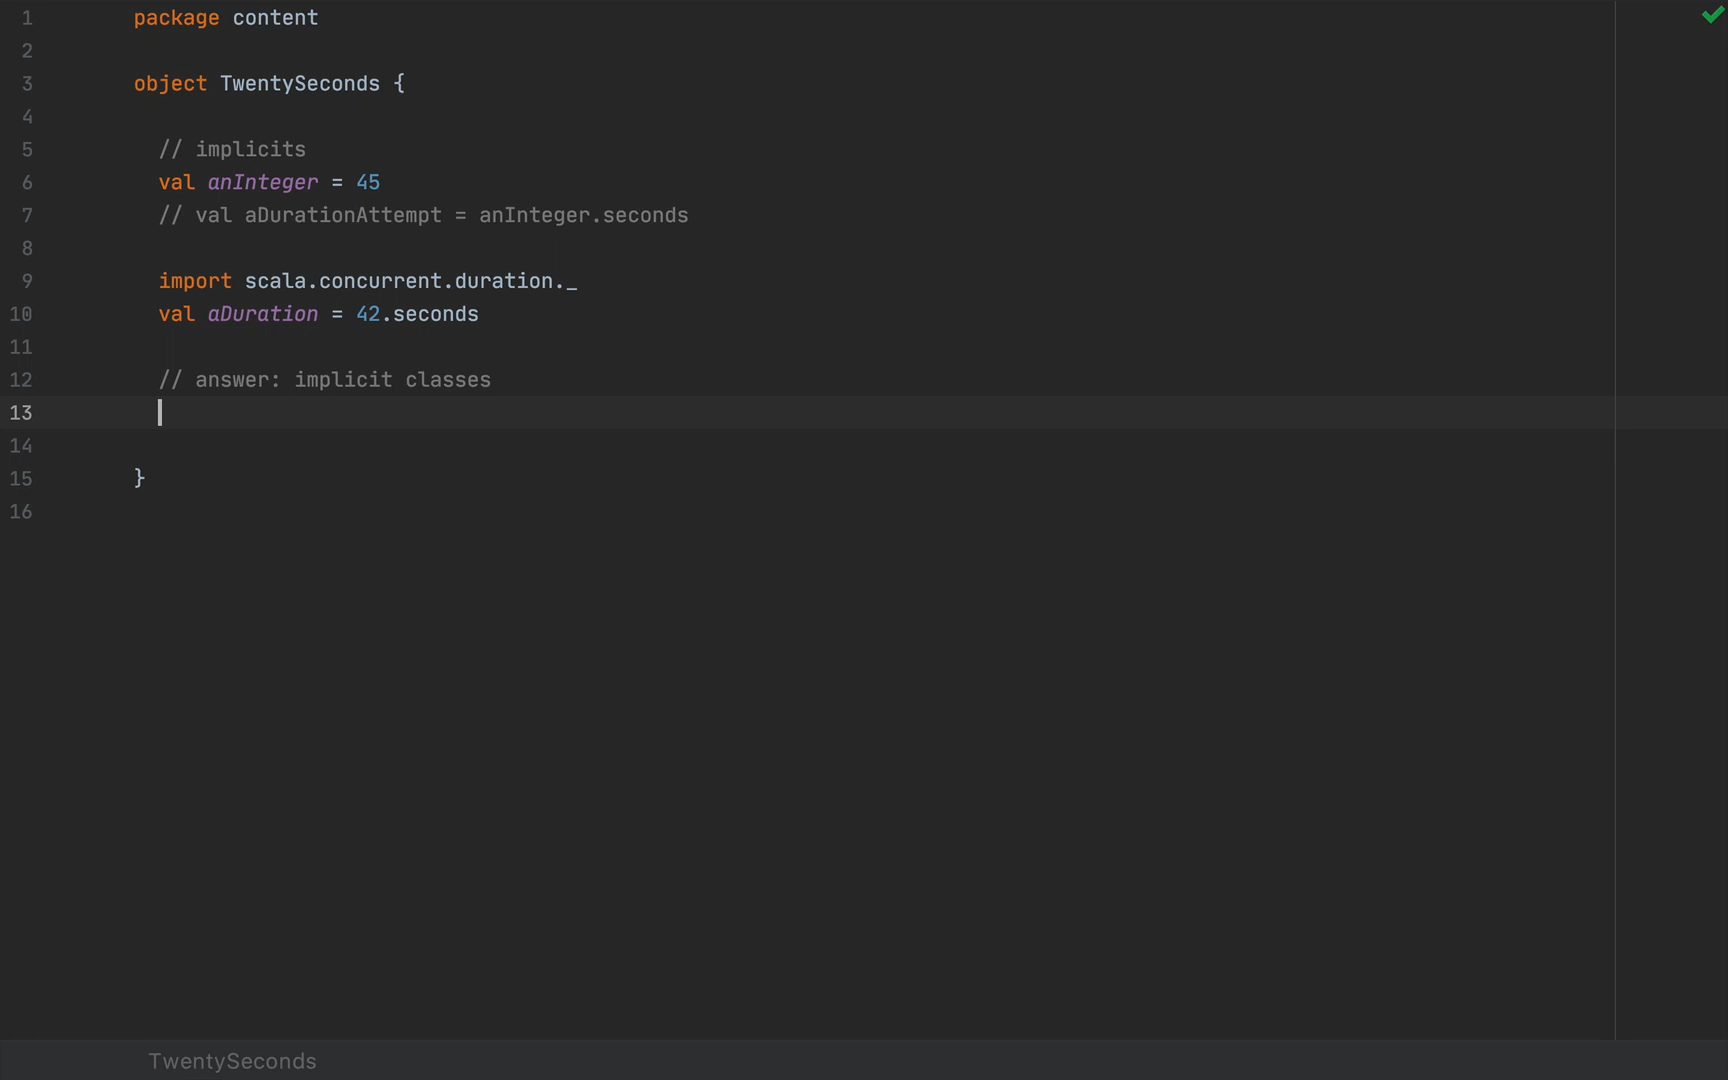 1 package content
2
3 object TwentySeconds {
4
5 // implicits
6 val anInteger = 45
7 // val aDurationAttempt = anInteger.seconds
8
9 import scala.concurrent.duration._
10 val aDuration = 42.seconds
11
12 // answer: implicit classes
13
14
15 }
16
TwentySeconds